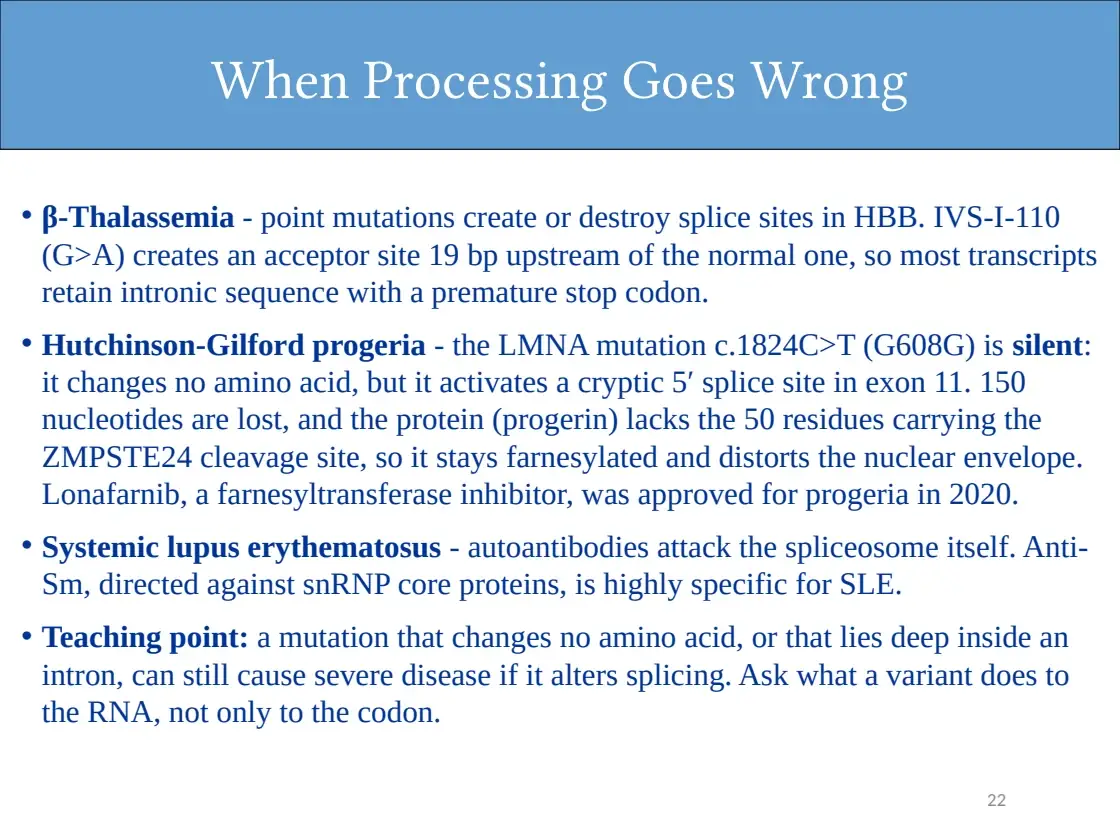 When Processing Goes Wrong
• β-Thalassemia - point mutations create or destroy splice sites in HBB. IVS-I-110
(G>A) creates an acceptor site 19 bp upstream of the normal one, so most transcripts
retain intronic sequence with a premature stop codon.
• Hutchinson-Gilford progeria - the LMNA mutation c.1824C>T (G608G) is silent:
it changes no amino acid, but it activates a cryptic 5′ splice site in exon 11. 150
nucleotides are lost, and the protein (progerin) lacks the 50 residues carrying the
ZMPSTE24 cleavage site, so it stays farnesylated and distorts the nuclear envelope.
Lonafarnib, a farnesyltransferase inhibitor, was approved for progeria in 2020.
• Systemic lupus erythematosus - autoantibodies attack the spliceosome itself. Anti-
Sm, directed against snRNP core proteins, is highly specific for SLE.
• Teaching point: a mutation that changes no amino acid, or that lies deep inside an
intron, can still cause severe disease if it alters splicing. Ask what a variant does to
the RNA, not only to the codon.
22